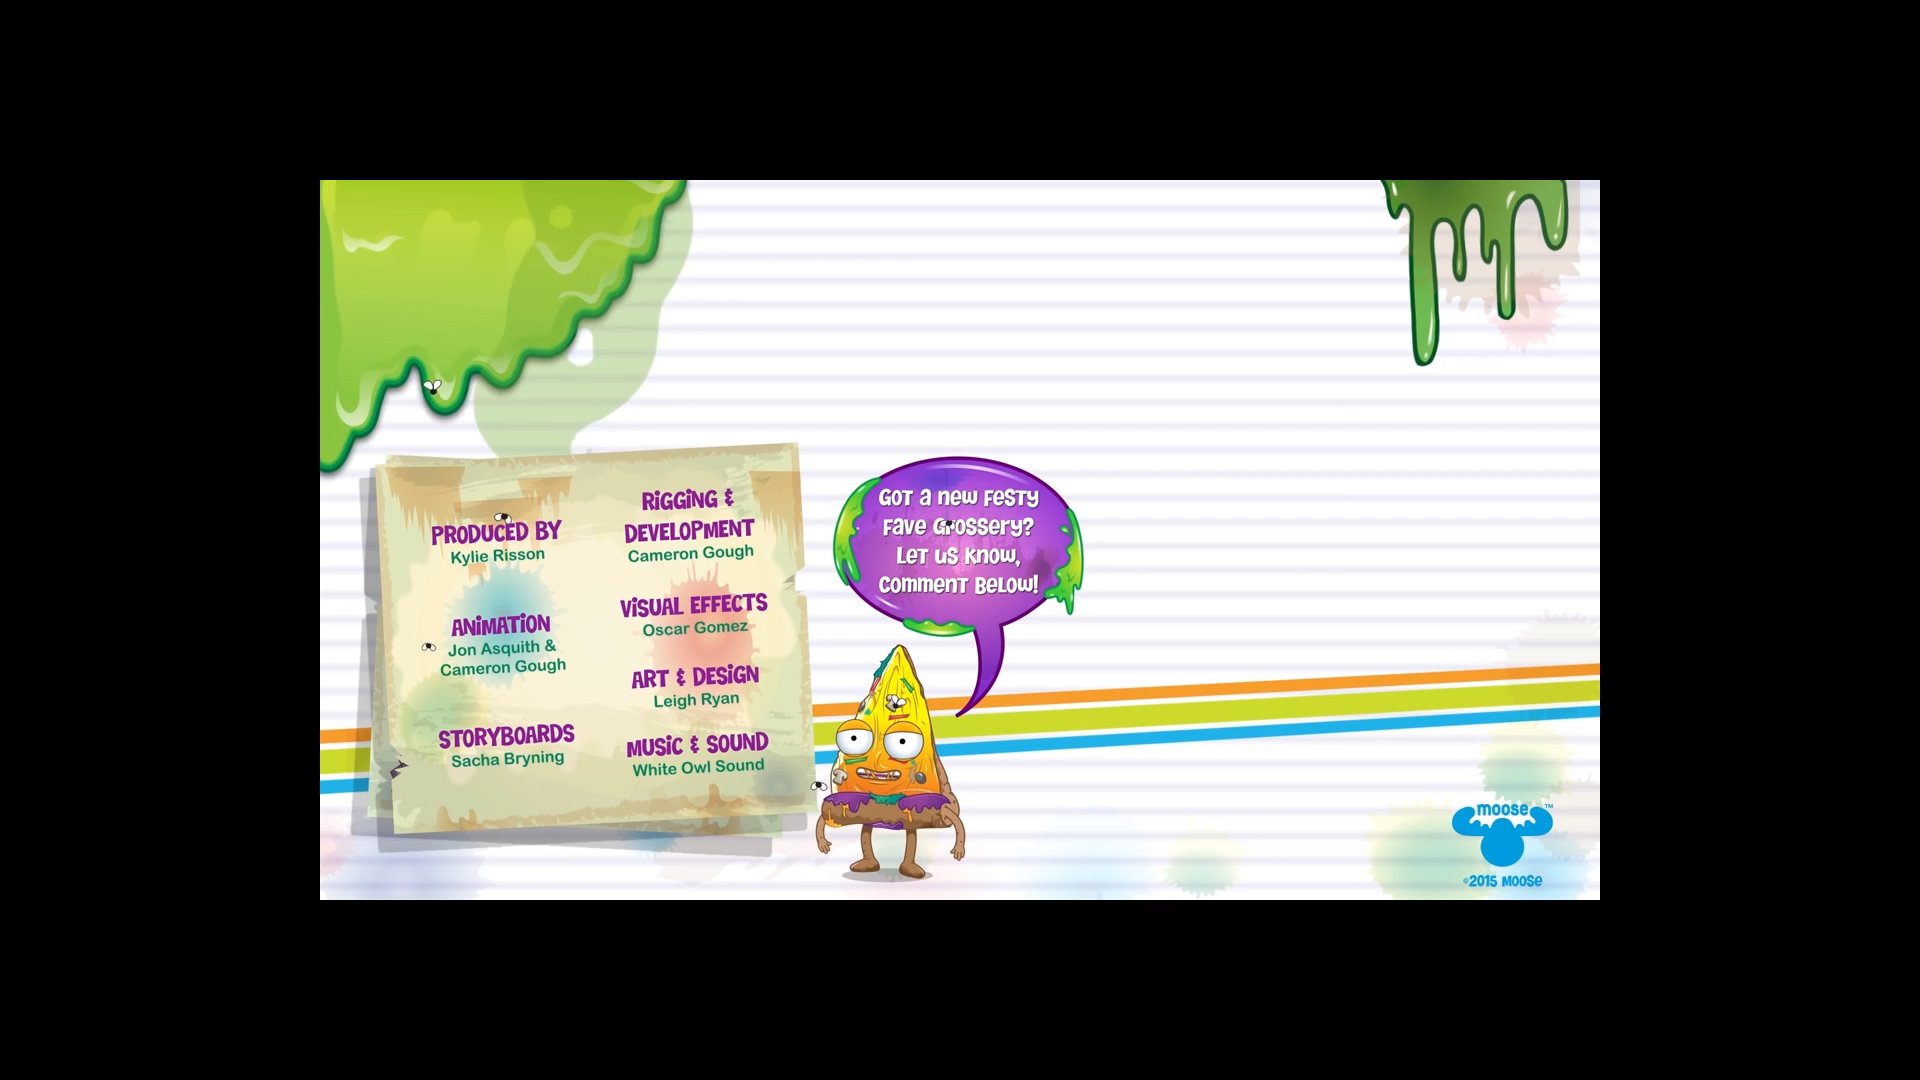 PRODUCED BY
Kylie Risson
ANiMATiON
Jon Asquith &
Cameron Gough
STORYBOARDS
Sacha Bryning
RiGGiNG &
DEVELOPMENT
Cameron Gough
ViSUAL EFFECTS
Oscar Gomez
ART & DESiGN
Leigh Ryan
MUSiC & SOUND
White Owl Sound
GOT a new FeSTY
Fave Grossery?
LeT us Know,
Comment Below!
moose™
©2015 MOOSe